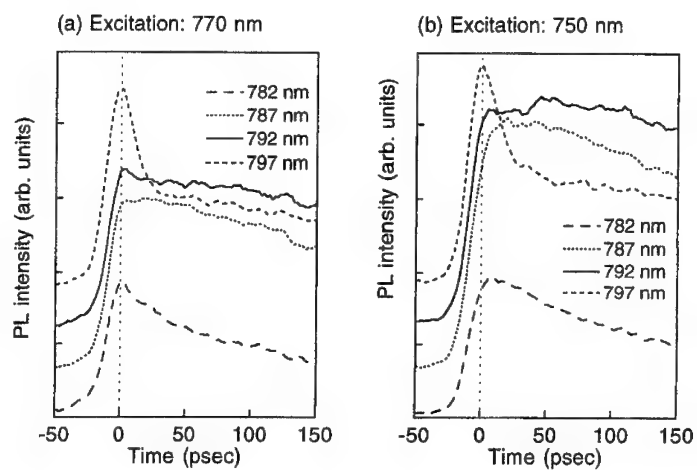 (a) Excitation: 770 nm
PL intensity (arb. units)
782 nm
787 nm
792 nm
797 nm
-50 0 50 100 150
Time (psec)
(b) Excitation: 750 nm
PL intensity (arb. units)
782 nm
787 nm
792 nm
797 nm
-50 0 50 100 150
Time (psec)